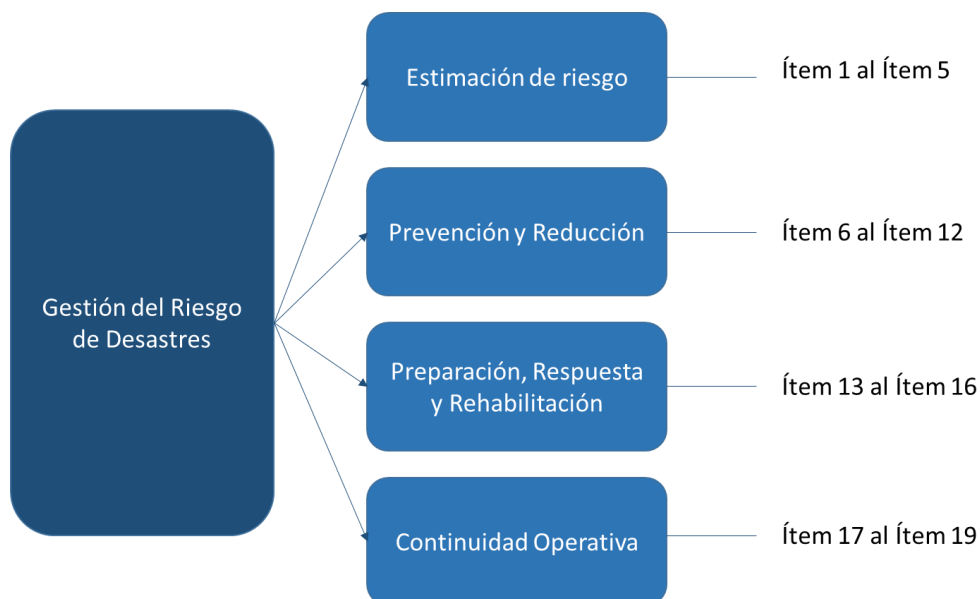 Gestión del Riesgo
de Desastres
Estimación de riesgo
Ítem 1 al Ítem 5
Prevención y Reducción
Ítem 6 al Ítem 12
Preparación, Respuesta
y Rehabilitación
Ítem 13 al Ítem 16
Continuidad Operativa
Ítem 17 al Ítem 19